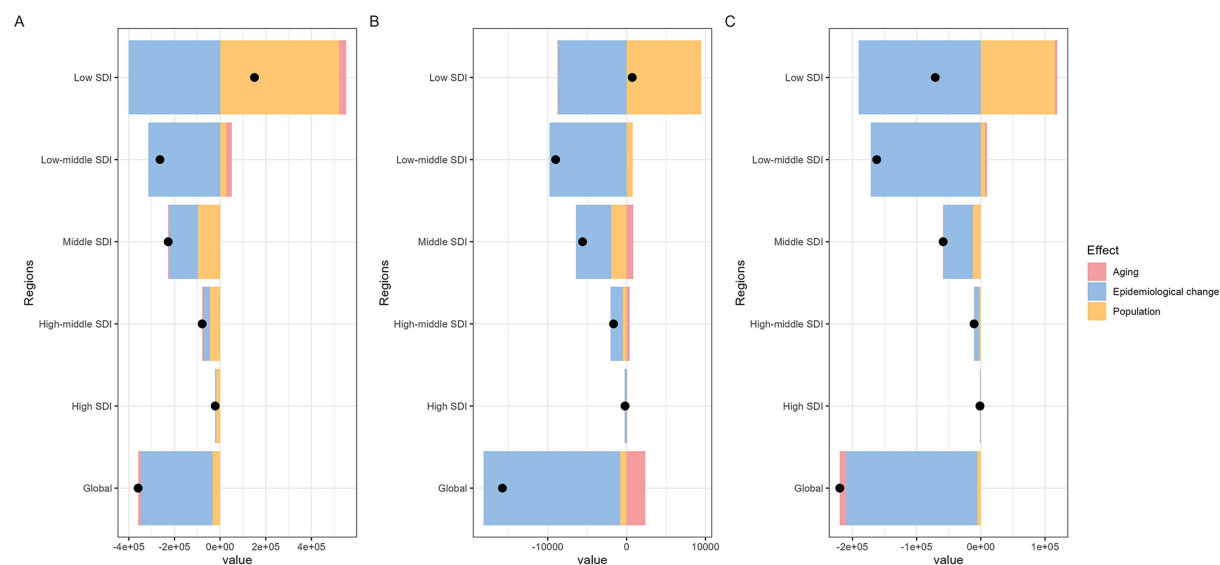 A
Regions
Low SDI
Low-middle SDI
Middle SDI
High-middle SDI
High SDI
Global
-4e+05 -2e+05 0e+00 2e+05 4e+05
value
B
Regions
Low SDI
Low-middle SDI
Middle SDI
High-middle SDI
High SDI
Global
-10000 0 10000
value
C
Regions
Low SDI
Low-middle SDI
Middle SDI
High-middle SDI
High SDI
Global
-2e+05 -1e+05 0e+00 1e+05
value
Effect
Aging
Epidemiological change
Population